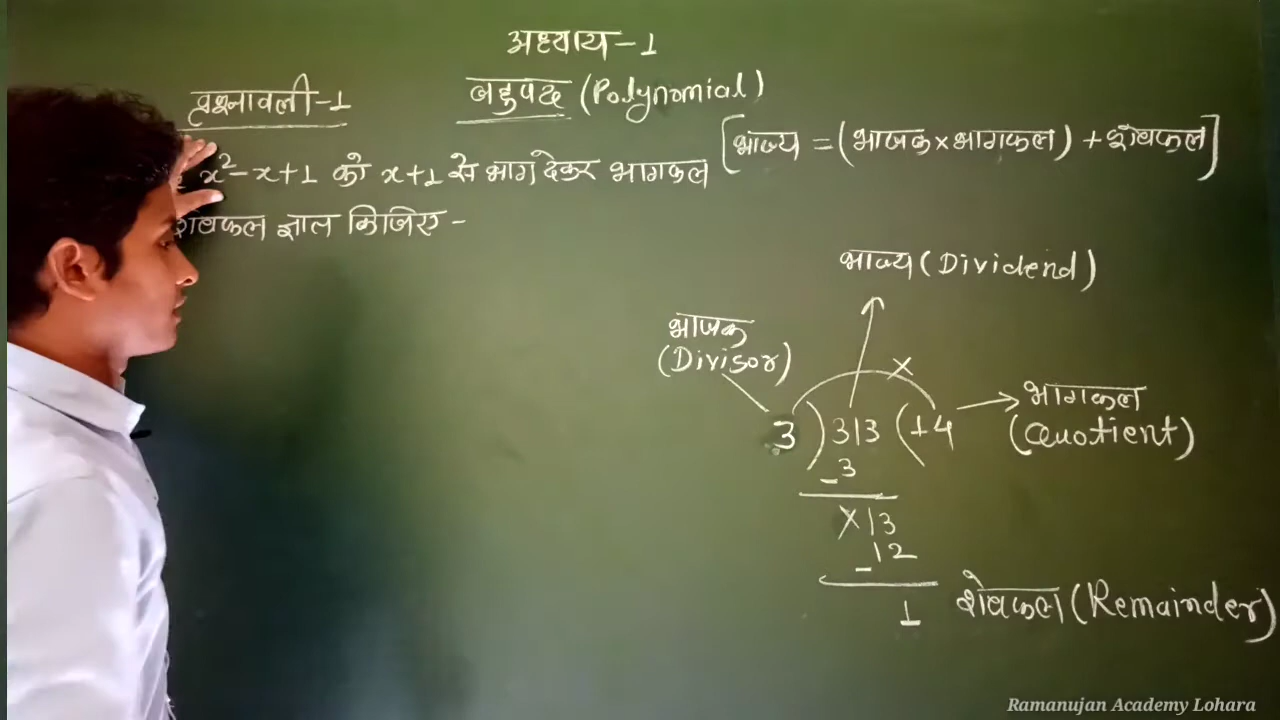 अध्याय-1
बहुपद (Polynomial)
प्रश्नावली-1
[भाज्य = (भाजक × भागफल) + शेषफल]
x²-x+1 को x+1 से भाग देकर भागफल
शेषफल ज्ञात किजिए -
भाज्य (Dividend)
भाजक
(Divisor)
×
3)313(14
भागफल
(Quotient)
-3
×13
-12
1
शेषफल (Remainder)
Ramanujan Academy Lohara